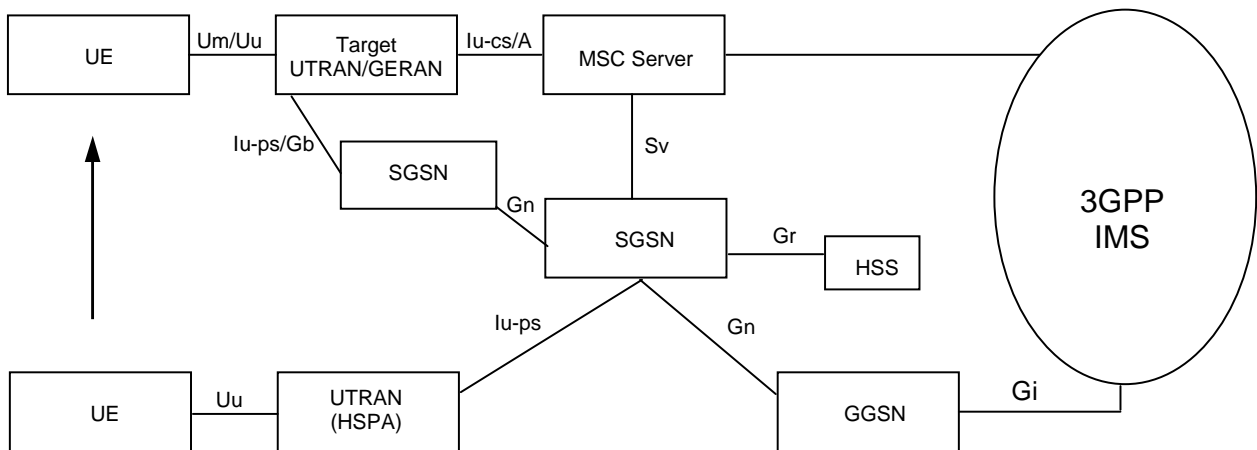 UE
Um/Uu
Target
UTRAN/GERAN
Iu-cs/A
MSC Server
Iu-ps/Gb
SGSN
Sv
Gn
SGSN
Gr
HSS
3GPP
IMS
Iu-ps
Gn
UE
Uu
UTRAN
(HSPA)
GGSN
Gi